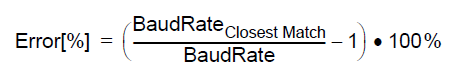 Error[%] = (BaudRate_Closest Match / BaudRate − 1) • 100%